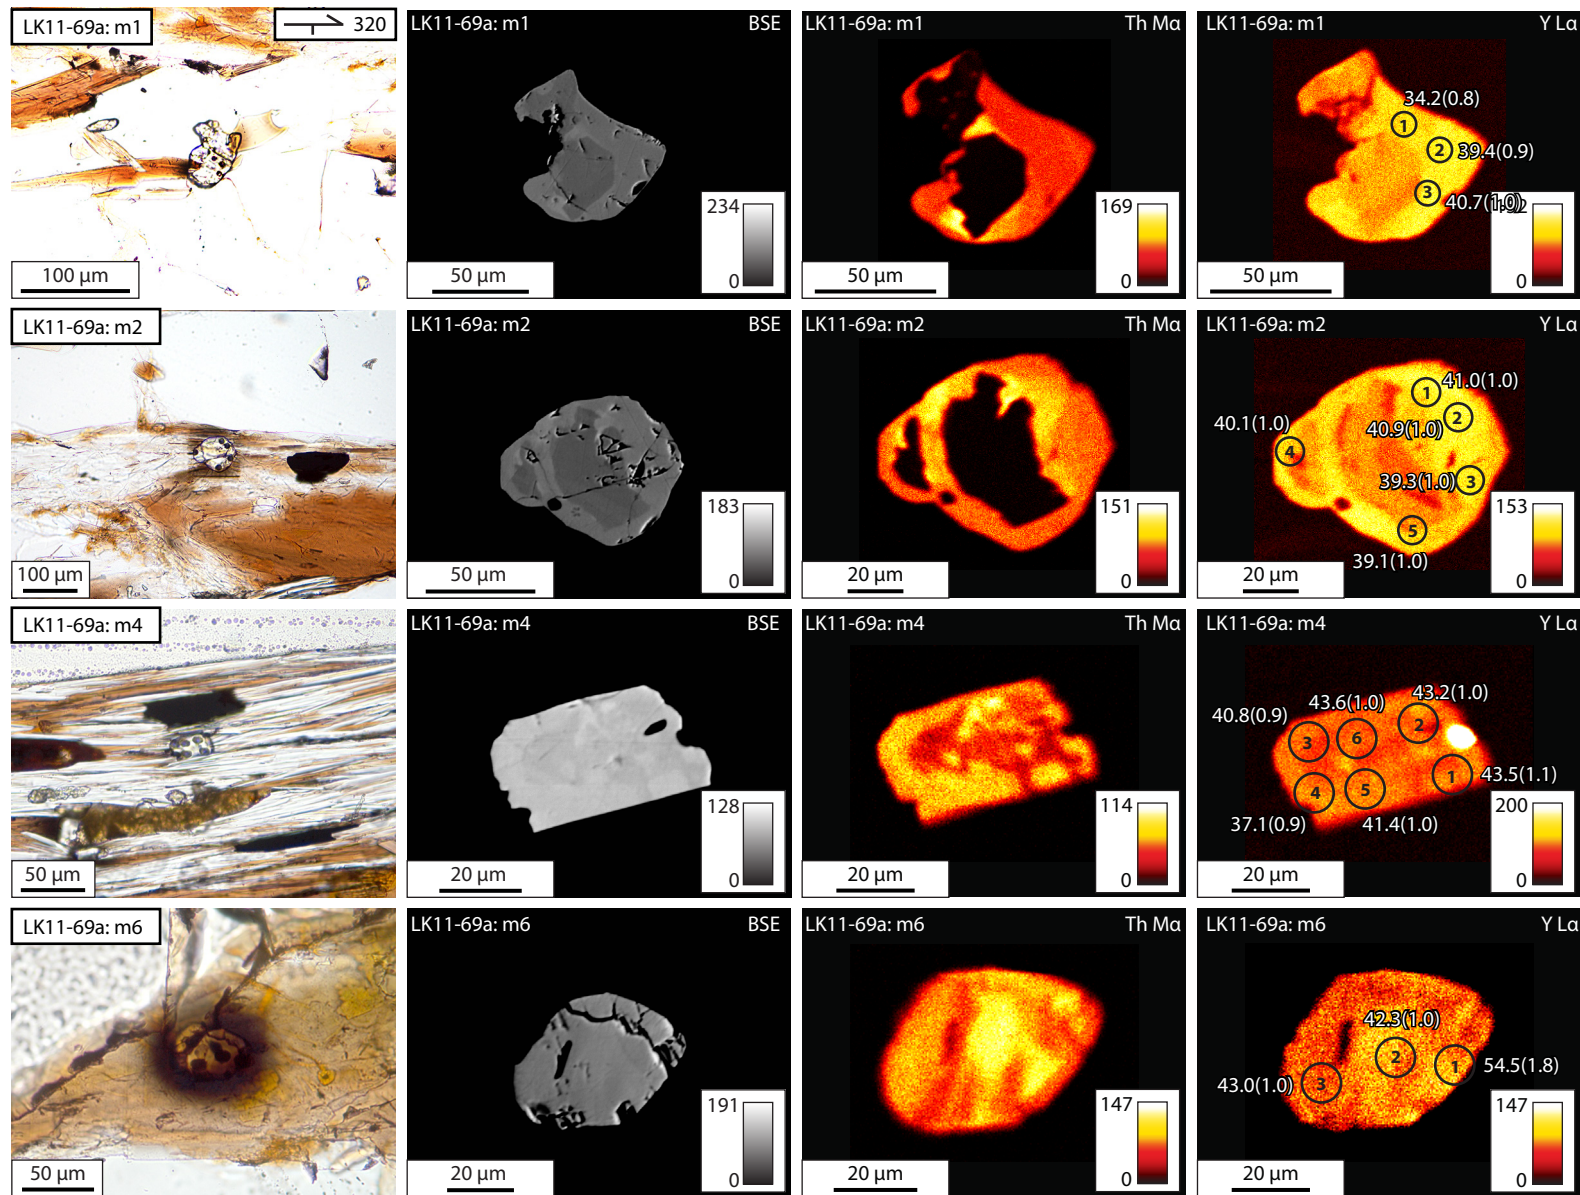 LK11-69a: m1
320
100 µm
LK11-69a: m1 BSE
234
0
50 µm
LK11-69a: m1 Th Mα
169
0
50 µm
LK11-69a: m1 Y Lα
34.2(0.8)
1
2 39.4(0.9)
3 40.7(1.0)
0
50 µm
LK11-69a: m2
100 µm
LK11-69a: m2 BSE
183
0
50 µm
LK11-69a: m2 Th Mα
151
0
20 µm
LK11-69a: m2 Y Lα
1 41.0(1.0)
2
40.1(1.0) 40.9(1.0)
4
39.3(1.0) 3
5
39.1(1.0)
153
0
20 µm
LK11-69a: m4
50 µm
LK11-69a: m4 BSE
128
0
20 µm
LK11-69a: m4 Th Mα
114
0
20 µm
LK11-69a: m4 Y Lα
43.6(1.0) 43.2(1.0)
40.8(0.9)
3 6 2
1 43.5(1.1)
4 5
37.1(0.9) 41.4(1.0)
200
0
20 µm
LK11-69a: m6
50 µm
LK11-69a: m6 BSE
191
0
20 µm
LK11-69a: m6 Th Mα
147
0
20 µm
LK11-69a: m6 Y Lα
42.3(1.0)
2
1 54.5(1.8)
43.0(1.0) 3
147
0
20 µm